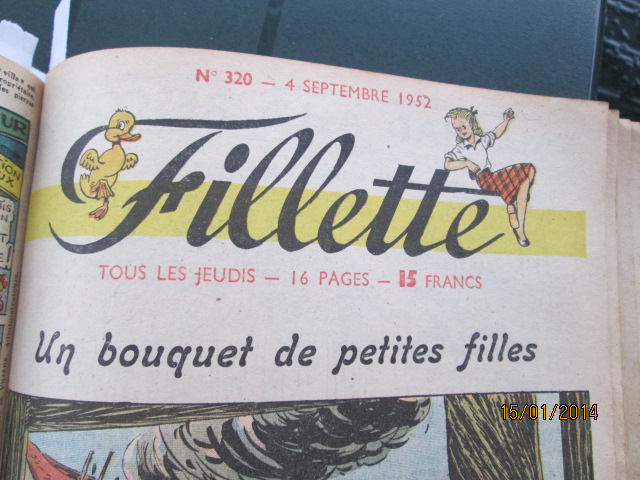 N° 320 — 4 SEPTEMBRE 1952
Fillette
TOUS LES JEUDIS — 16 PAGES — 15 FRANCS
Un bouquet de petites filles
15/01/2014